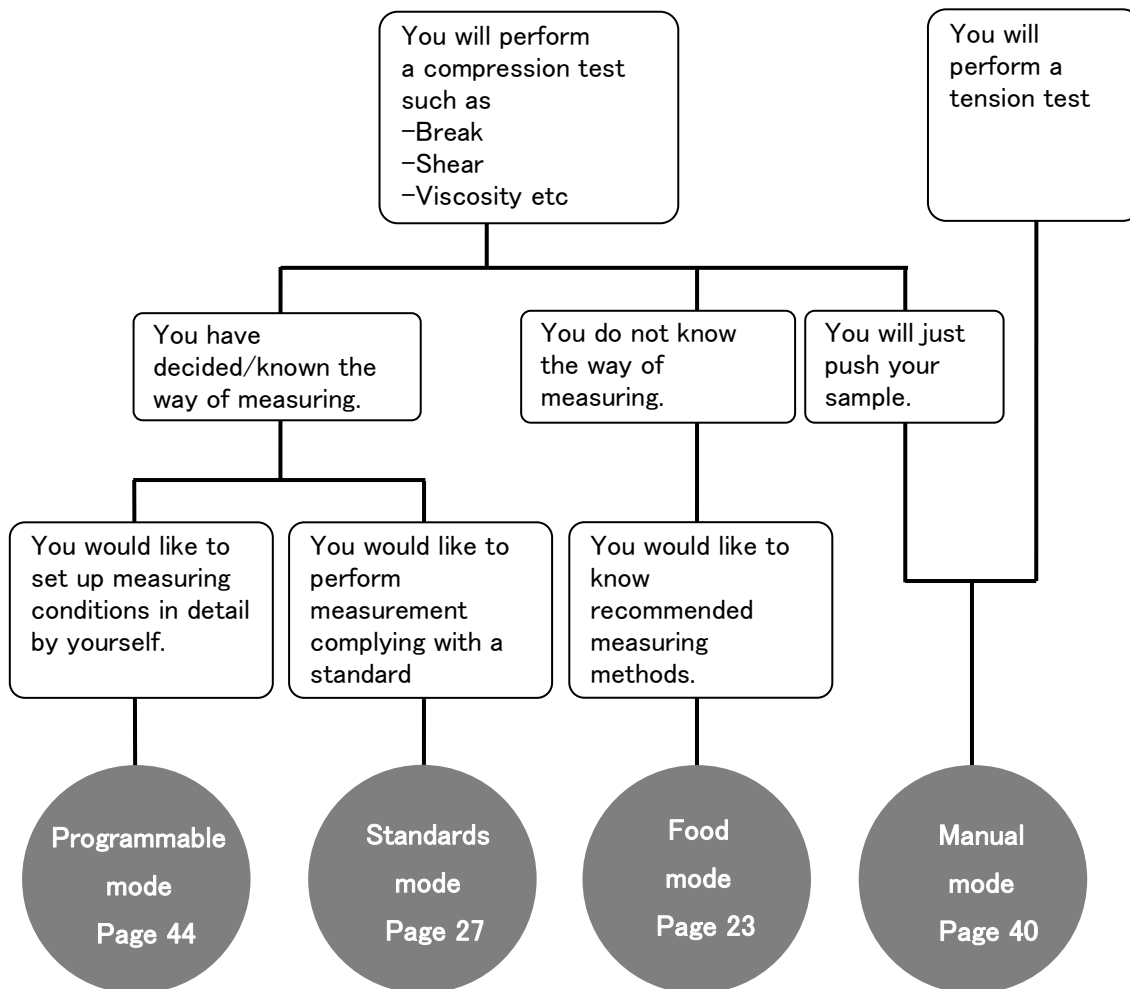 You will perform
a compression test
such as
-Break
-Shear
-Viscosity etc
You will
perform a
tension test
You have
decided/known the
way of measuring.
You do not know
the way of
measuring.
You will just
push your
sample.
You would like to
set up measuring
conditions in detail
by yourself.
You would like to
perform
measurement
complying with a
standard
You would like to
know
recommended
measuring
methods.
Programmable
mode
Page 44
Standards
mode
Page 27
Food
mode
Page 23
Manual
mode
Page 40